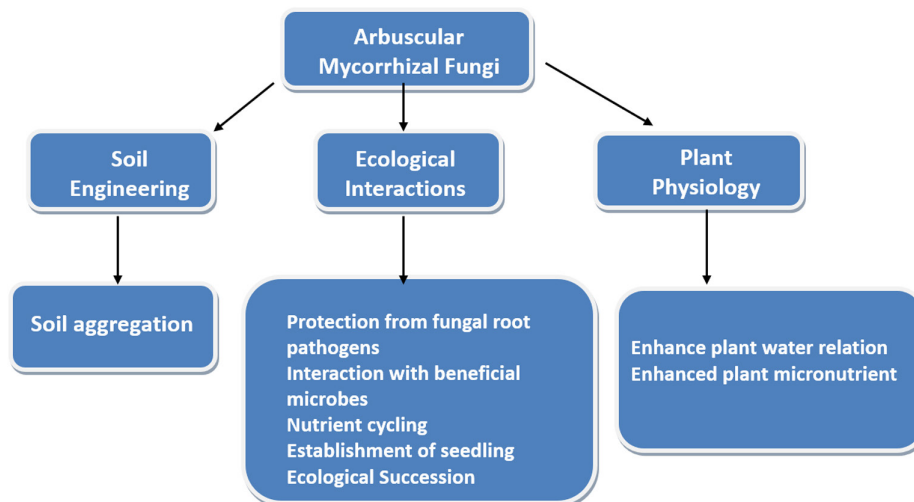 Arbuscular
Mycorrhizal Fungi
Soil
Engineering
Ecological
Interactions
Plant
Physiology
Soil aggregation
Protection from fungal root
pathogens
Interaction with beneficial
microbes
Nutrient cycling
Establishment of seedling
Ecological Succession
Enhance plant water relation
Enhanced plant micronutrient